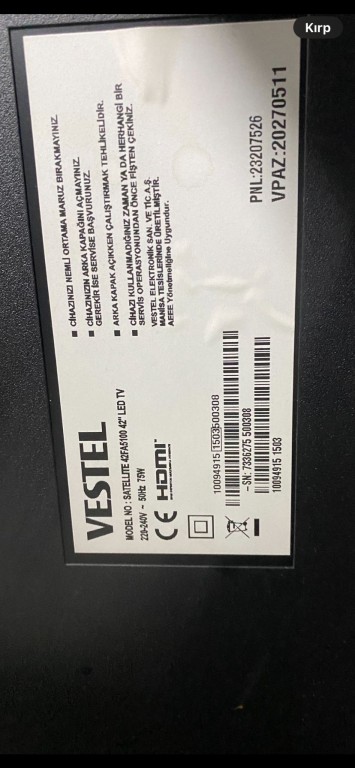 Kırp
VESTEL
MODEL NO : SATELLITE 42FA5100 42" LED TV
220-240V ~ 50Hz 75W
CE HDMI
■ CİHAZINIZI NEMLİ ORTAMA MARUZ BIRAKMAYINIZ.
■ CİHAZINIZIN ARKA KAPAĞINI AÇMAYINIZ.
GEREKİR İSE SERVİSE BAŞVURUNUZ.
■ ARKA KAPAK AÇIKKEN ÇALIŞTIRMAK TEHLİKELİDİR.
■ CİHAZI KULLANMADIĞINIZ ZAMAN YA DA HERHANGİ BİR
SERVİS OPERASYONUNDAN ÖNCE FİŞTEN ÇEKİNİZ.
VESTEL ELEKTRONİK SAN. VE TİC A.Ş.
MANİSA TESİSLERİNDE ÜRETİLMİŞTİR.
AEEE Yönetmeliğine Uygundur.
10094915 1503500308
-SN: 7336275 500308
10094915 1503
PNL:23207526
VPAZ:20270511